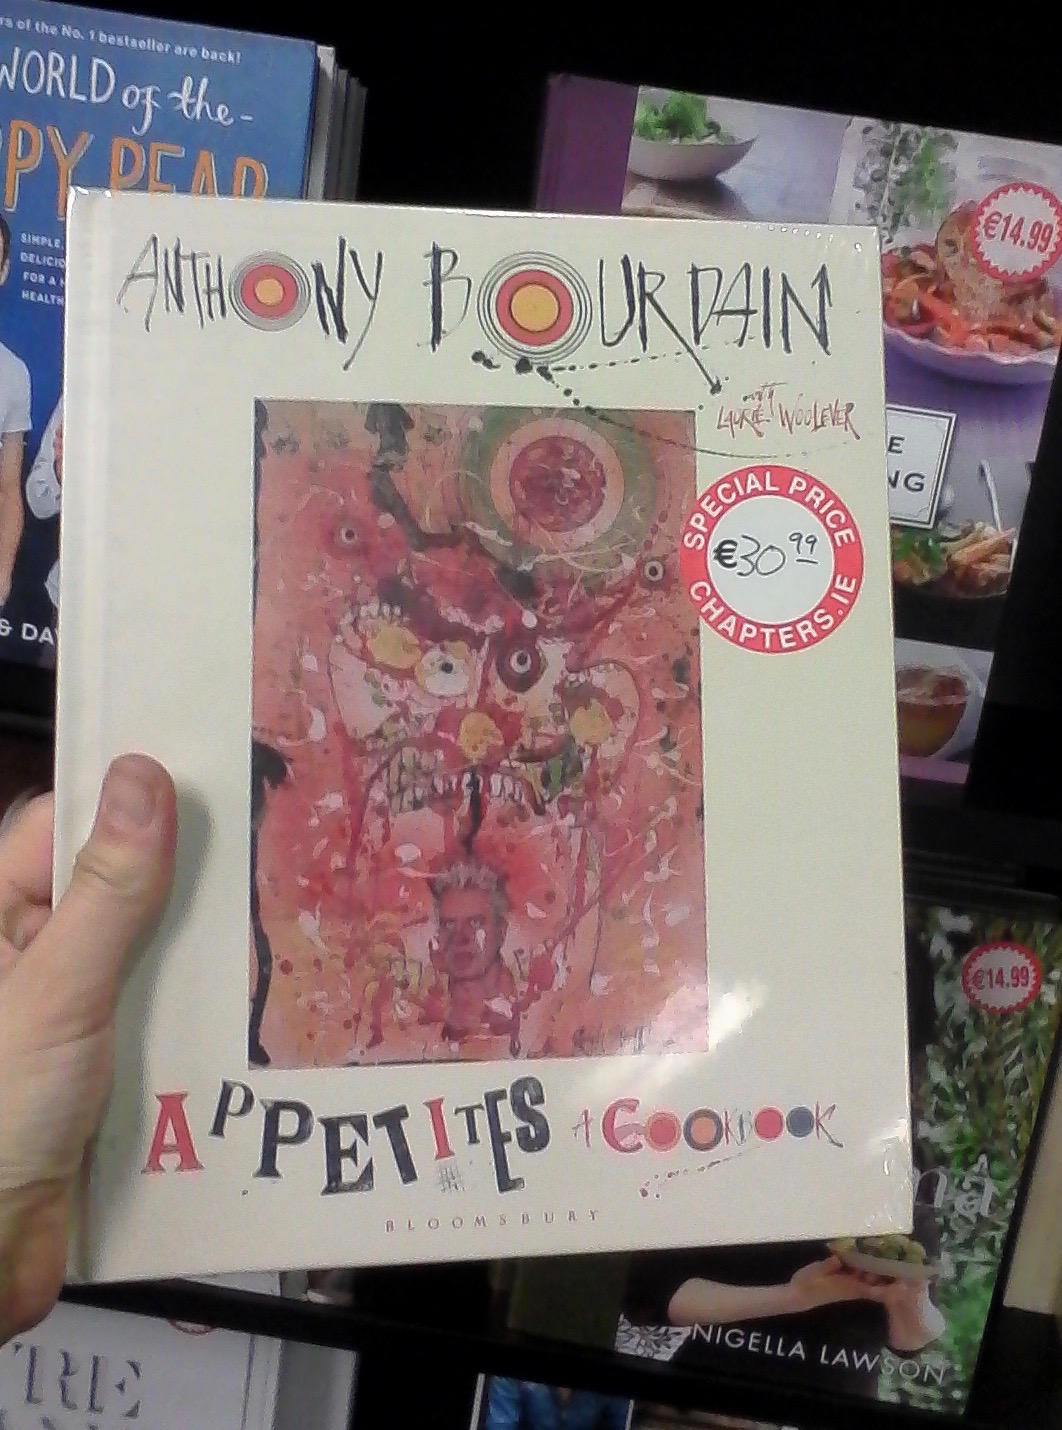 rs of the No. 1 bestseller are back!
WORLD of the
PPY PEAR
SIMPLE,
DELICIO
FOR A H
HEALTH
& DA
€14.99
ANTHONY BOURDAIN
with
LAURIE WOOLEVER
E
NG
SPECIAL PRICE
€30.99
CHAPTERS.IE
€14.99
APPETITES A COOKBOOK
BLOOMSBURY
NIGELLA LAWSON